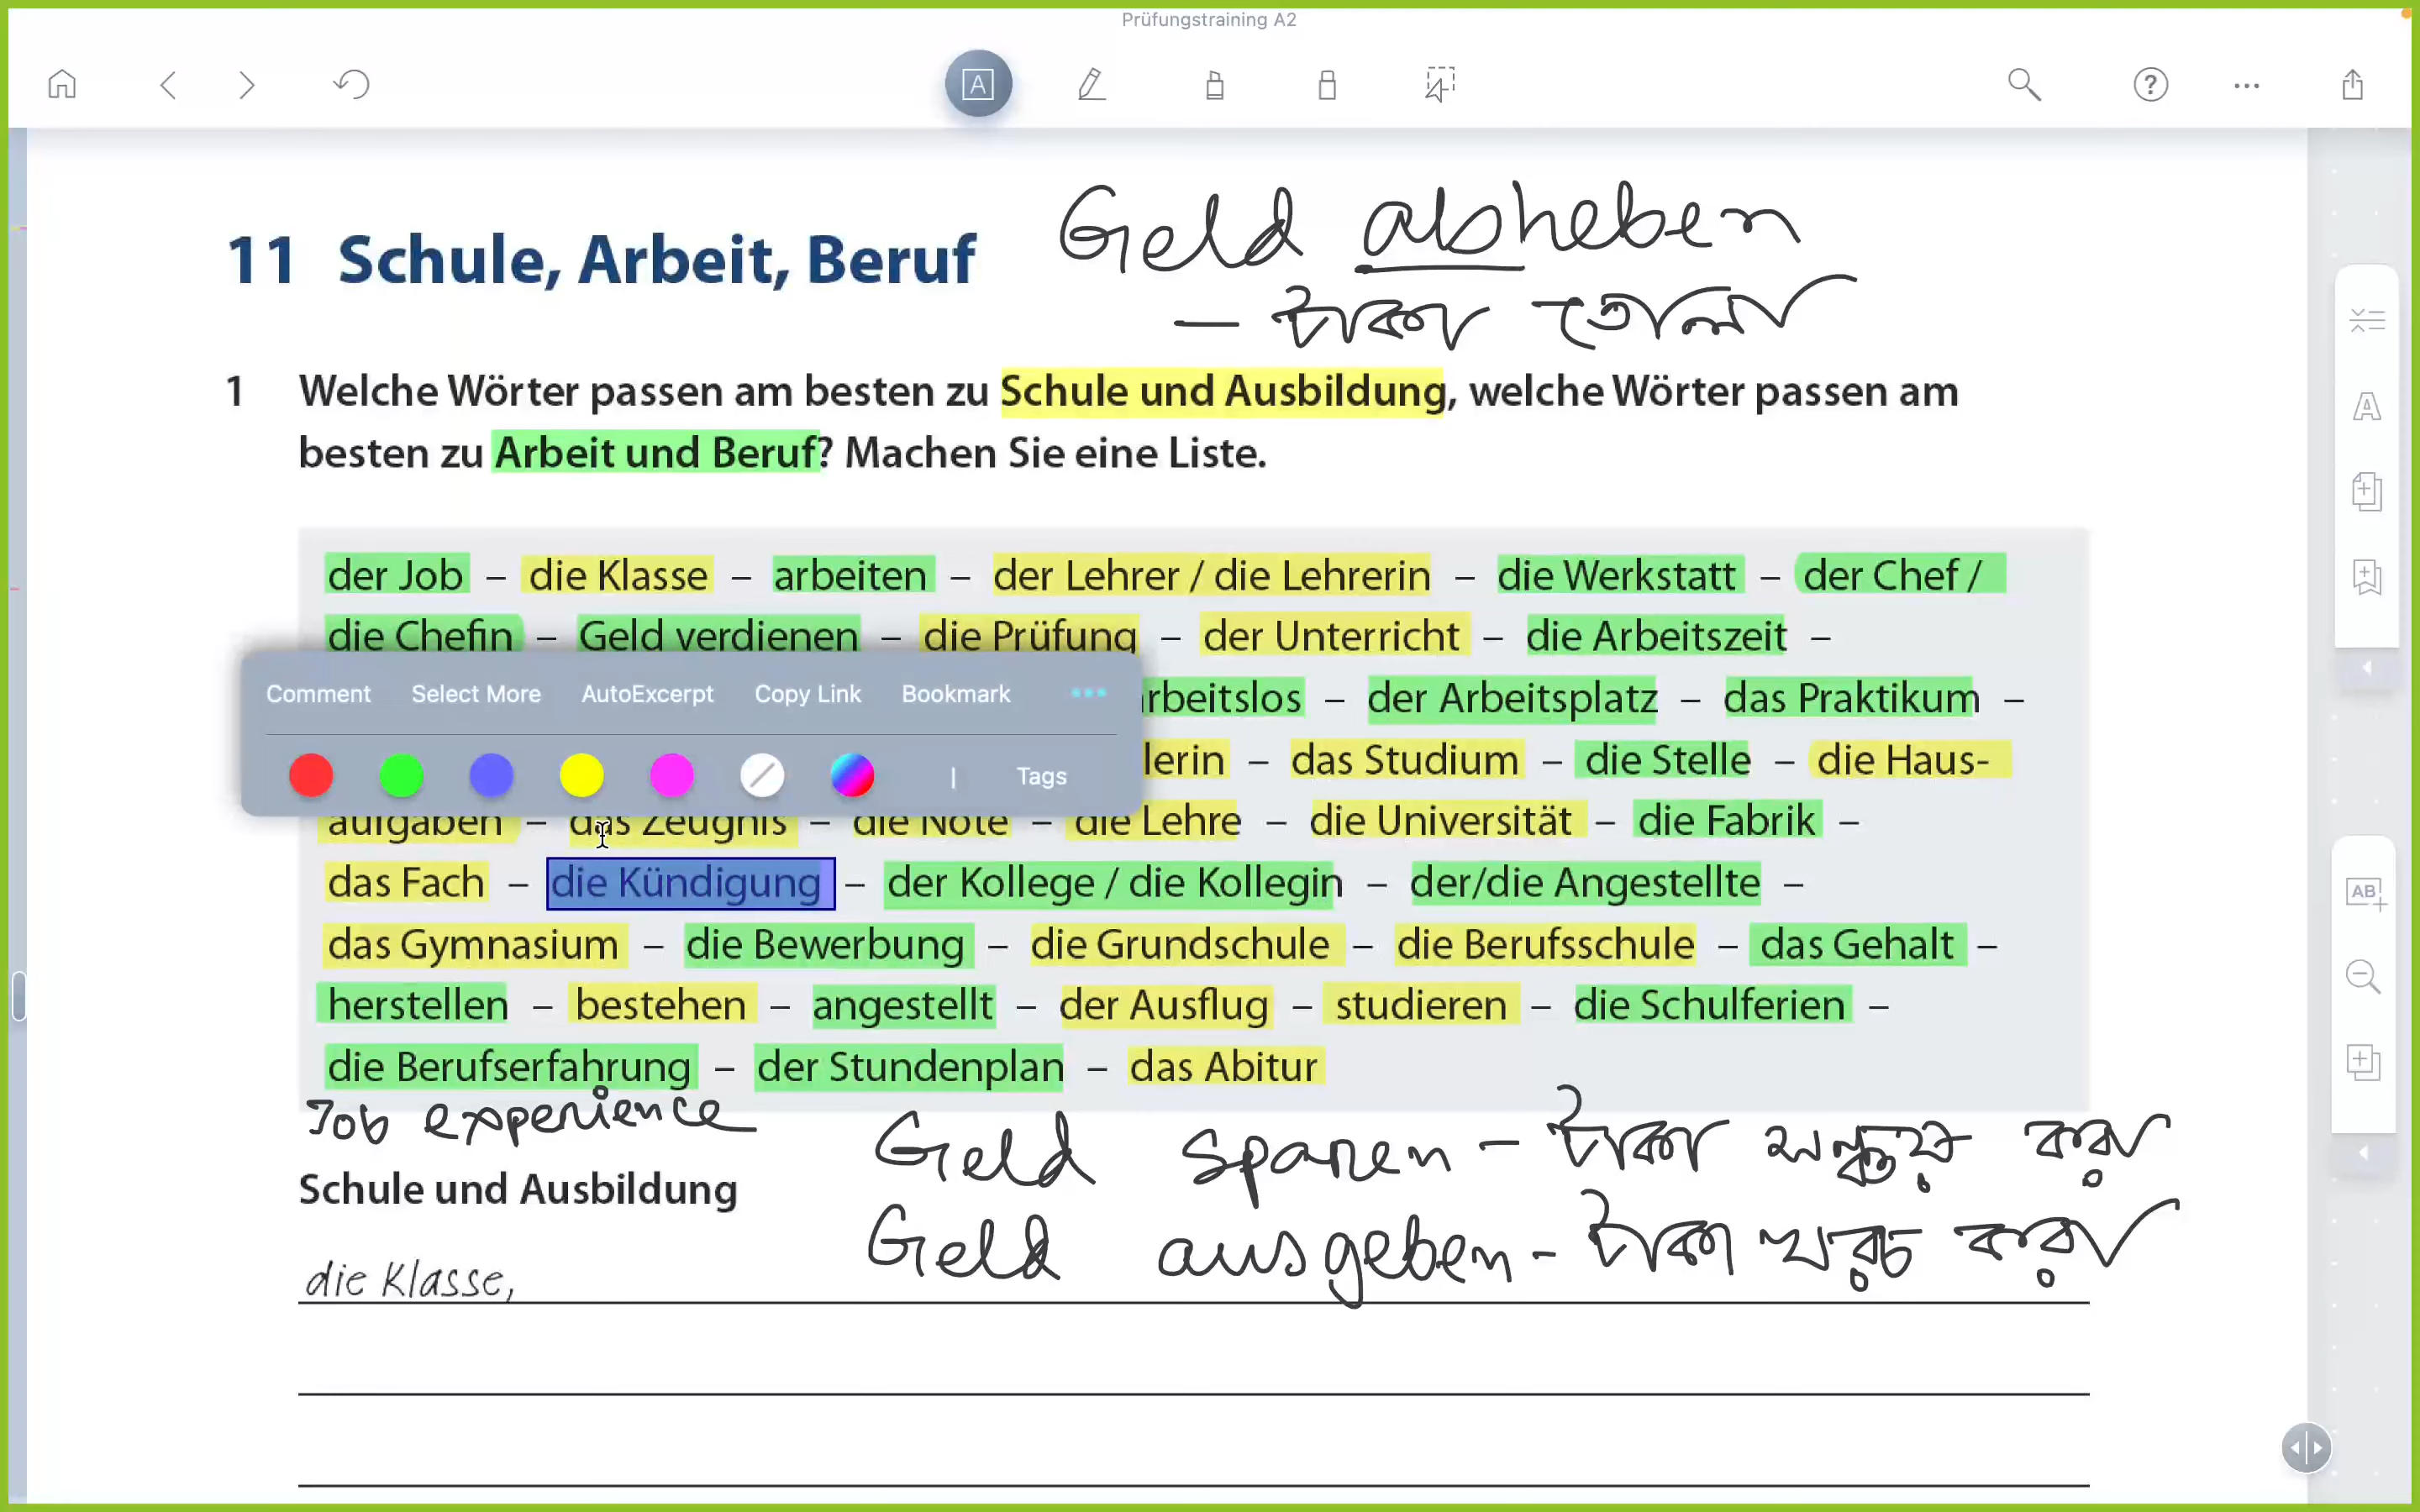 Prüfungstraining A2
Geld abheben
11 Schule, Arbeit, Beruf
– টাকা তোলা
1 Welche Wörter passen am besten zu Schule und Ausbildung, welche Wörter passen am
besten zu Arbeit und Beruf? Machen Sie eine Liste.
der Job – die Klasse – arbeiten – der Lehrer / die Lehrerin – die Werkstatt – der Chef /
die Chefin – Geld verdienen – die Prüfung – der Unterricht – die Arbeitszeit –
Comment Select More AutoExcerpt Copy Link Bookmark
rbeitslos – der Arbeitsplatz – das Praktikum –
lerin – das Studium – die Stelle – die Haus-
Tags
aufgaben – das Zeugnis – die Note – die Lehre – die Universität – die Fabrik –
das Fach – die Kündigung – der Kollege / die Kollegin – der/die Angestellte –
das Gymnasium – die Bewerbung – die Grundschule – die Berufsschule – das Gehalt –
herstellen – bestehen – angestellt – der Ausflug – studieren – die Schulferien –
die Berufserfahrung – der Stundenplan – das Abitur
Job experience
Geld sparen – টাকা সঞ্চয় করা
Schule und Ausbildung
Geld ausgeben – টাকা খরচ করা
die Klasse,